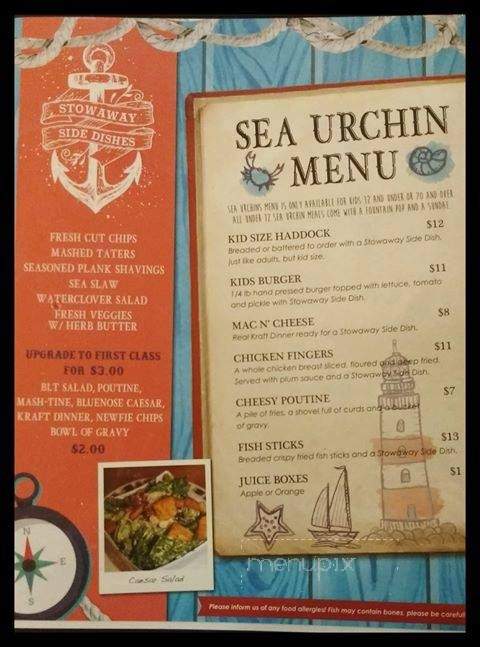 STOWAWAY
SIDE DISHES
FRESH CUT CHIPS
MASHED TATERS
SEASONED PLANK SHAVINGS
SEA SLAW
WATERCLOVER SALAD
FRESH VEGGIES
W/ HERB BUTTER
UPGRADE TO FIRST CLASS
FOR $3.00
BLT SALAD, POUTINE,
MASH-TINE, BLUENOSE CAESAR,
KRAFT DINNER, NEWFIE CHIPS
BOWL OF GRAVY
$2.00
Caesar Salad
N
E
S
SEA URCHIN
MENU
SEA URCHINS MENU IS ONLY AVAILABLE FOR KIDS 12 AND UNDER OR 70 AND OVER
ALL UNDER 12 SEA URCHIN MEALS COME WITH A FOUNTAIN POP AND A SUNDAE
KID SIZE HADDOCK $12
Breaded or battered to order with a Stowaway Side Dish,
just like adults, but kid size.
KIDS BURGER $11
1/4 lb hand pressed burger topped with lettuce, tomato
and pickle with Stowaway Side Dish.
MAC N' CHEESE $8
Real Kraft Dinner ready for a Stowaway Side Dish.
CHICKEN FINGERS $11
A whole chicken breast sliced, floured and deep fried.
Served with plum sauce and a Stowaway Side Dish.
CHEESY POUTINE $7
A pile of fries, a shovel full of curds and a bucket
of gravy.
FISH STICKS $13
Breaded crispy fried fish sticks and a Stowaway Side Dish.
JUICE BOXES $1
Apple or Orange
menupix
Please inform us of any food allergies! Fish may contain bones, please be careful